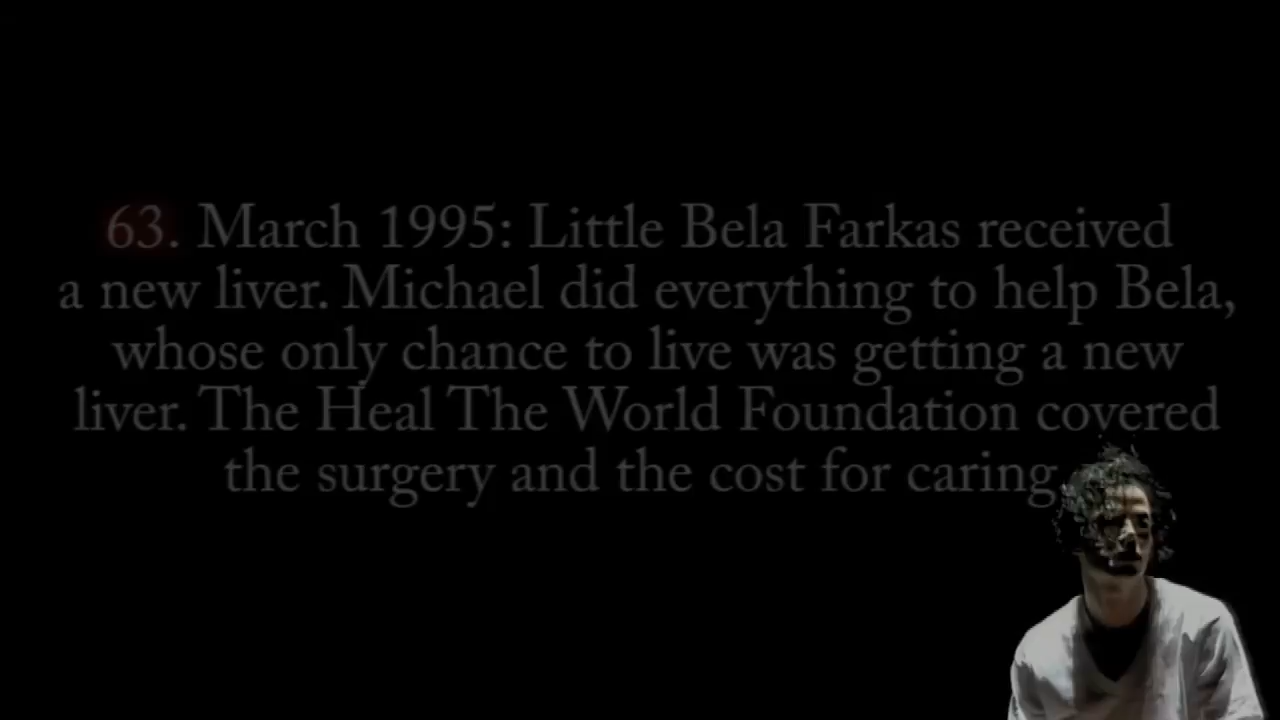 63. March 1995: Little Bela Farkas received
a new liver. Michael did everything to help Bela,
whose only chance to live was getting a new
liver. The Heal The World Foundation covered
the surgery and the cost for caring